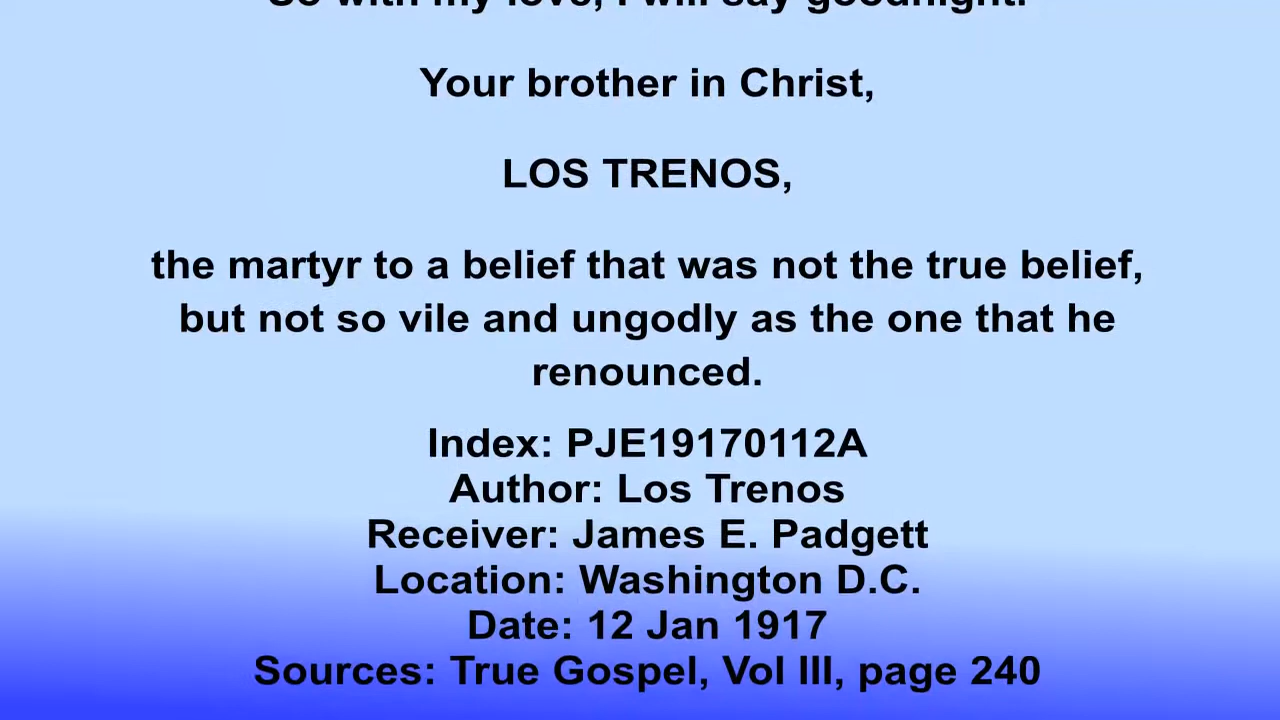 So with my love, I will say goodnight.
Your brother in Christ,
LOS TRENOS,
the martyr to a belief that was not the true belief,
but not so vile and ungodly as the one that he
renounced.
Index: PJE19170112A
Author: Los Trenos
Receiver: James E. Padgett
Location: Washington D.C.
Date: 12 Jan 1917
Sources: True Gospel, Vol III, page 240